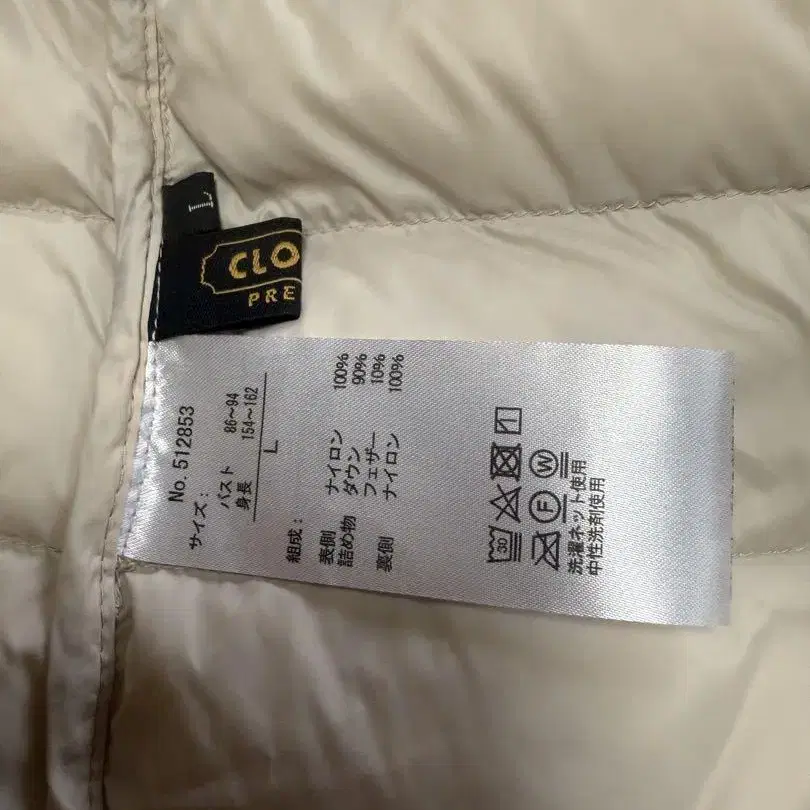 L
CLO
PRE
No. 512853
サイズ:
バスト 86～94
身長 154～162
L
組成:
表側 ナイロン 100%
詰め物 ダウン 90%
フェザー 10%
裏側 ナイロン 100%
30
F W
洗濯ネット使用
中性洗剤使用